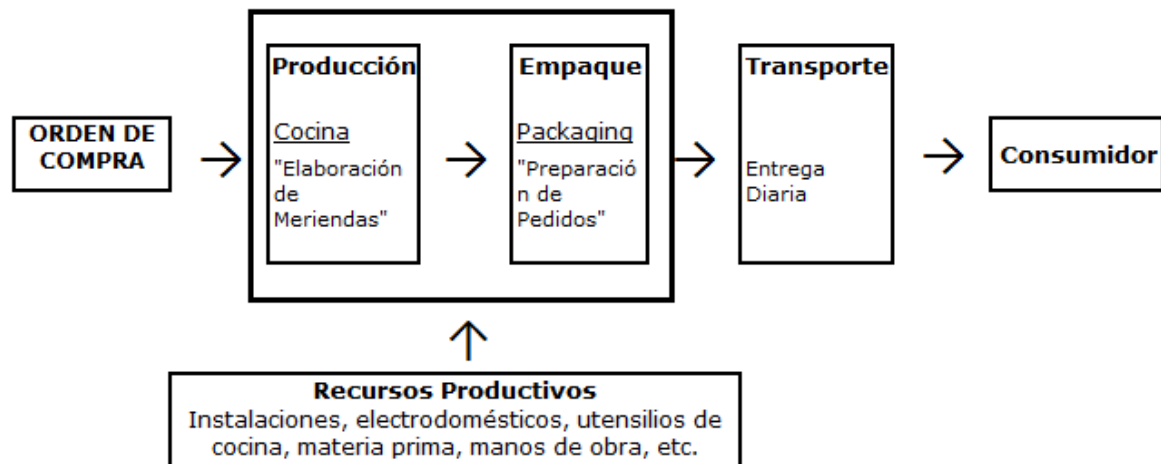 ORDEN DE
COMPRA
Producción
Cocina
"Elaboración
de
Meriendas"
Empaque
Packaging
"Preparació
n de
Pedidos"
Transporte
Entrega
Diaria
Consumidor
Recursos Productivos
Instalaciones, electrodomésticos, utensilios de
cocina, materia prima, manos de obra, etc.